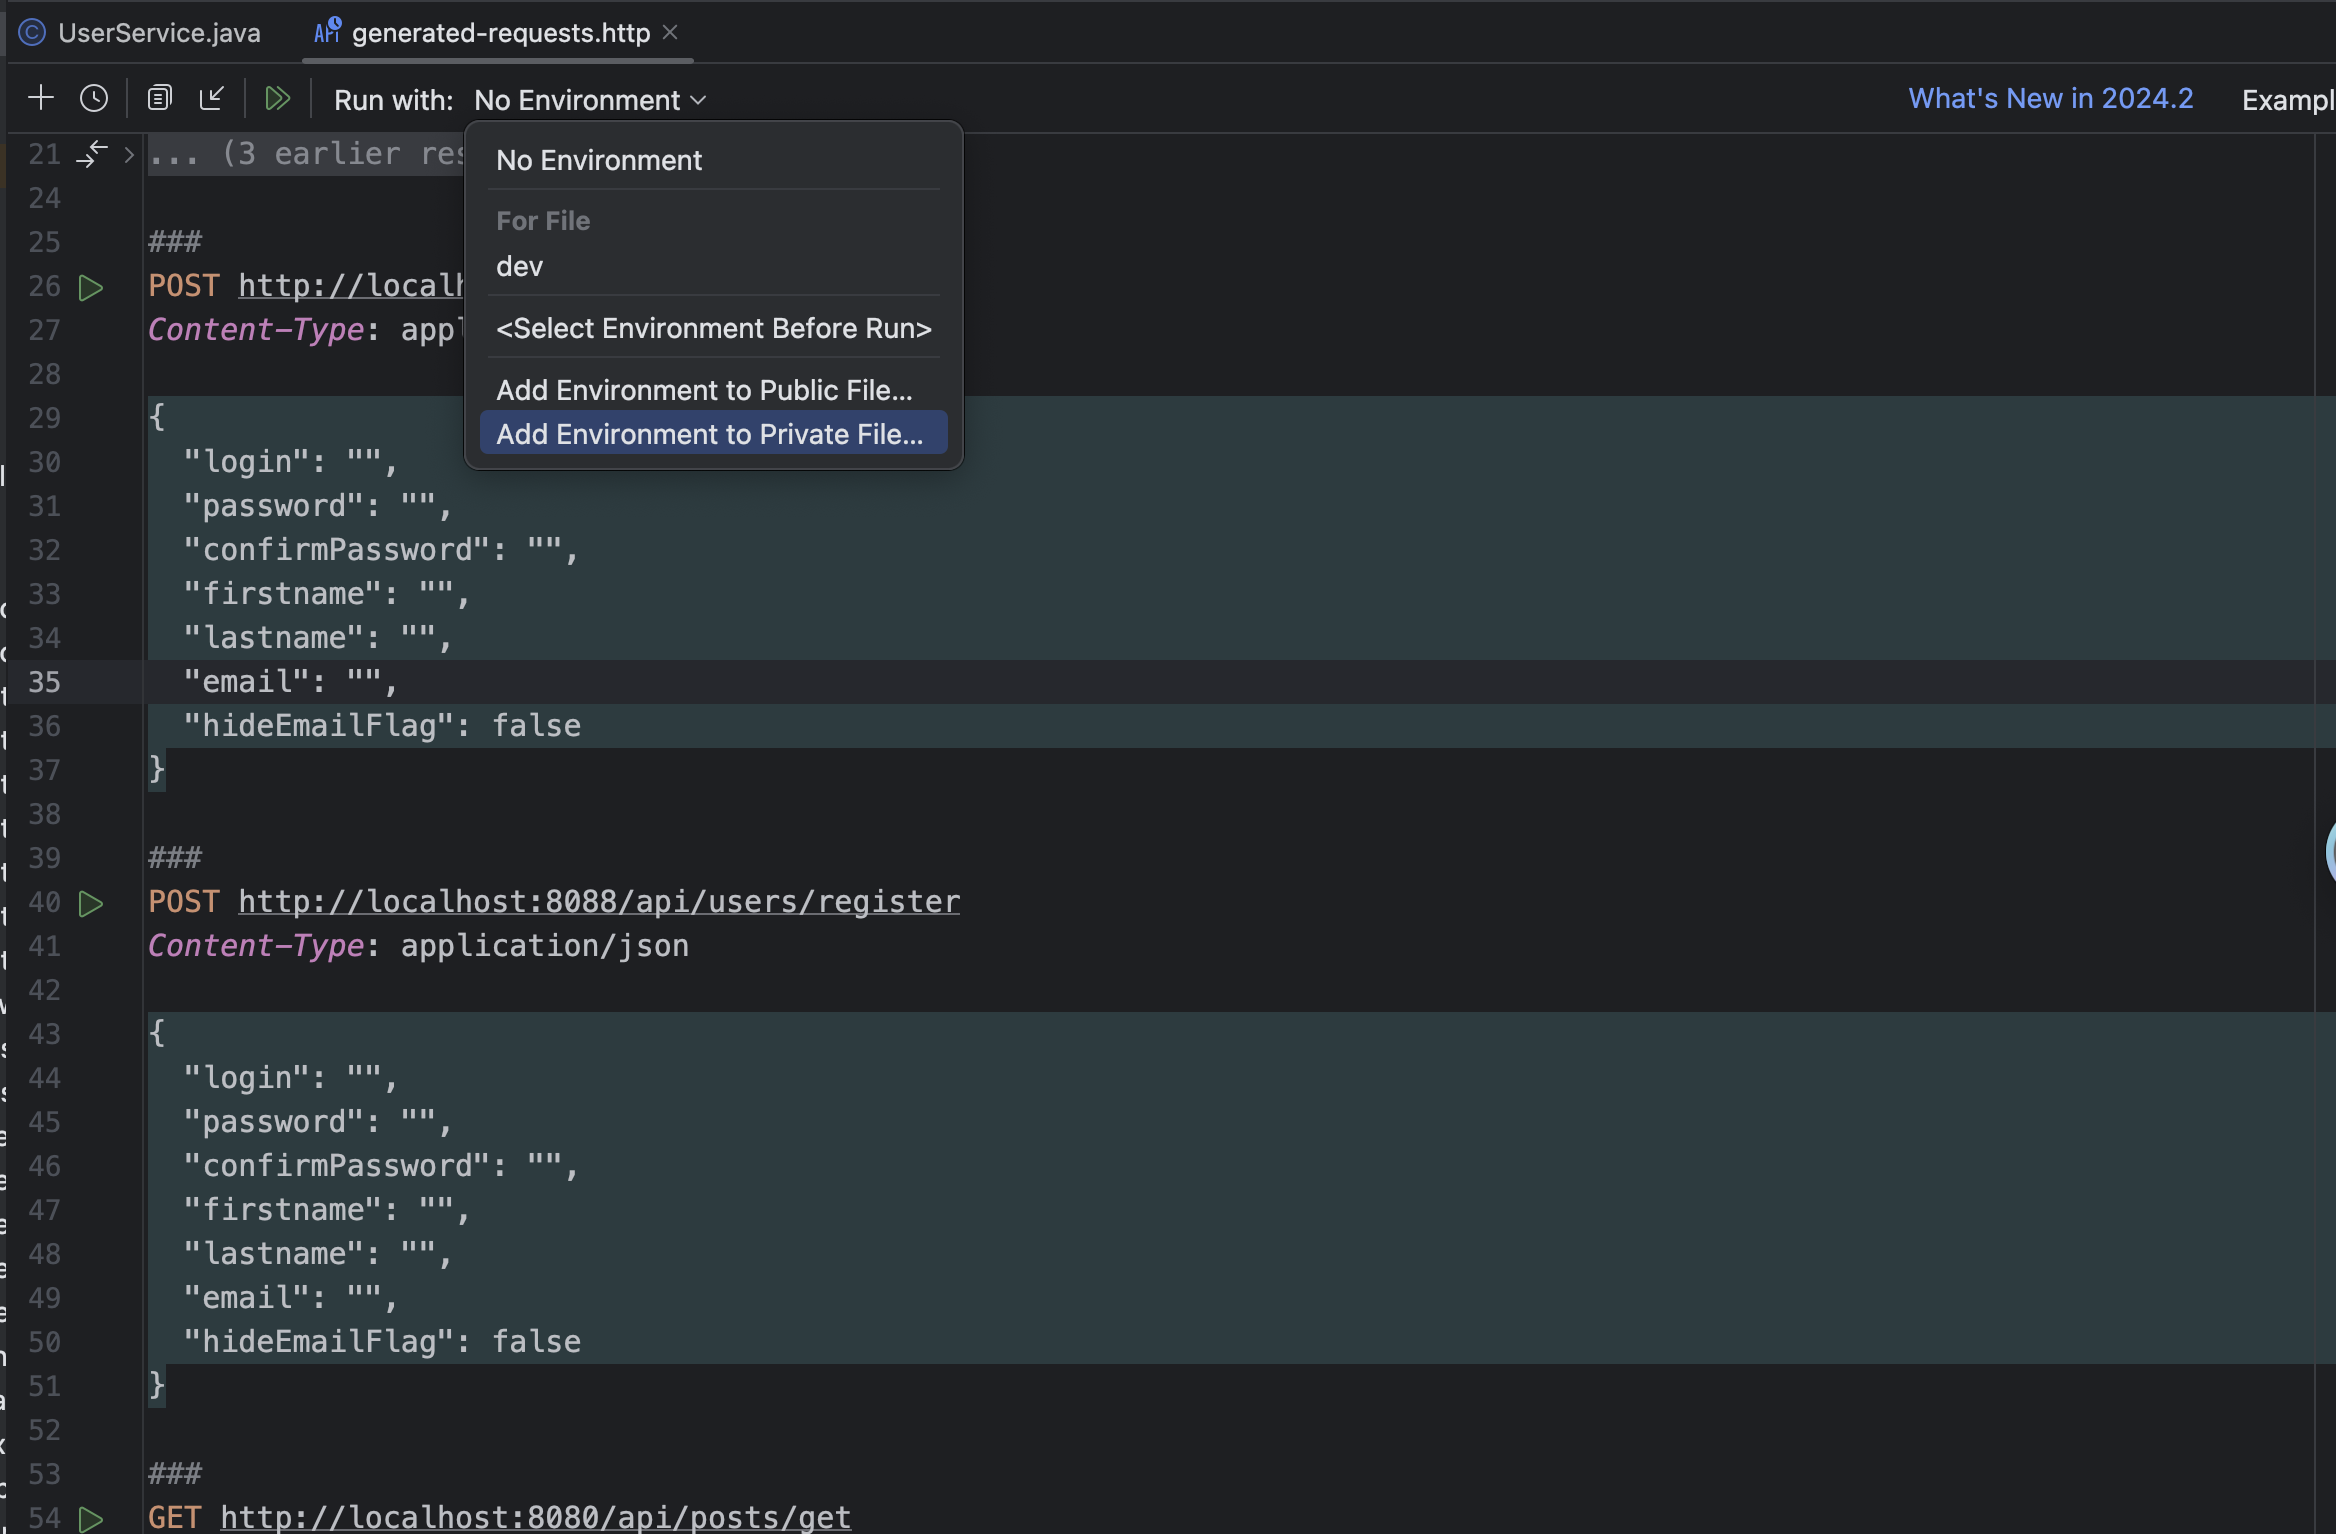 UserService.java
generated-requests.http
Run with: No Environment
What's New in 2024.2
No Environment
For File
dev
<Select Environment Before Run>
Add Environment to Public File...
Add Environment to Private File...
21 ... (3 earlier
24
25 ###
26 POST
27 Content-Type:
28
29 {
30 "login": "",
31 "password": "",
32 "confirmPassword": "",
33 "firstname": "",
34 "lastname": "",
35 "email": "",
36 "hideEmailFlag": false
37 }
38
39 ###
40 POST http://localhost:8088/api/users/register
41 Content-Type: application/json
42
43 {
44 "login": "",
45 "password": "",
46 "confirmPassword": "",
47 "firstname": "",
48 "lastname": "",
49 "email": "",
50 "hideEmailFlag": false
51 }
52
53 ###
54 GET http://localhost:8080/api/posts/get